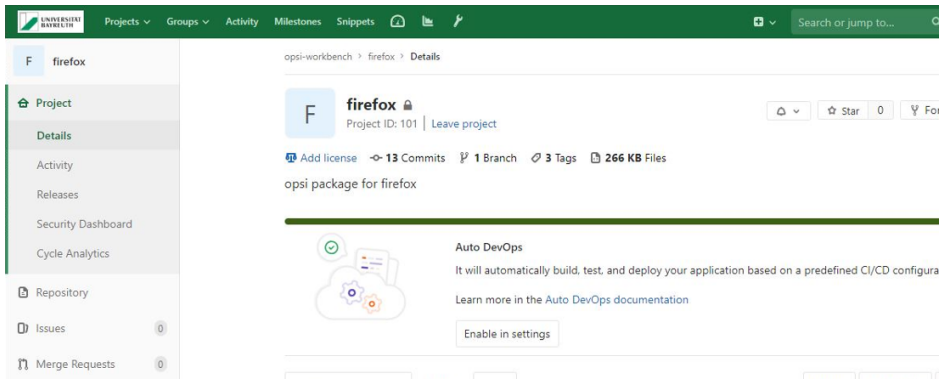 UNIVERSITÄT
BAYREUTH
Projects Groups Activity Milestones Snippets Search or jump to...
F firefox
opsi-workbench > firefox > Details
Project
Details
Activity
Releases
Security Dashboard
Cycle Analytics
Repository
Issues 0
Merge Requests 0
F
firefox
Project ID: 101 | Leave project
Star 0 For
Add license 13 Commits 1 Branch 3 Tags 266 KB Files
opsi package for firefox
Auto DevOps
It will automatically build, test, and deploy your application based on a predefined CI/CD configura
Learn more in the Auto DevOps documentation
Enable in settings